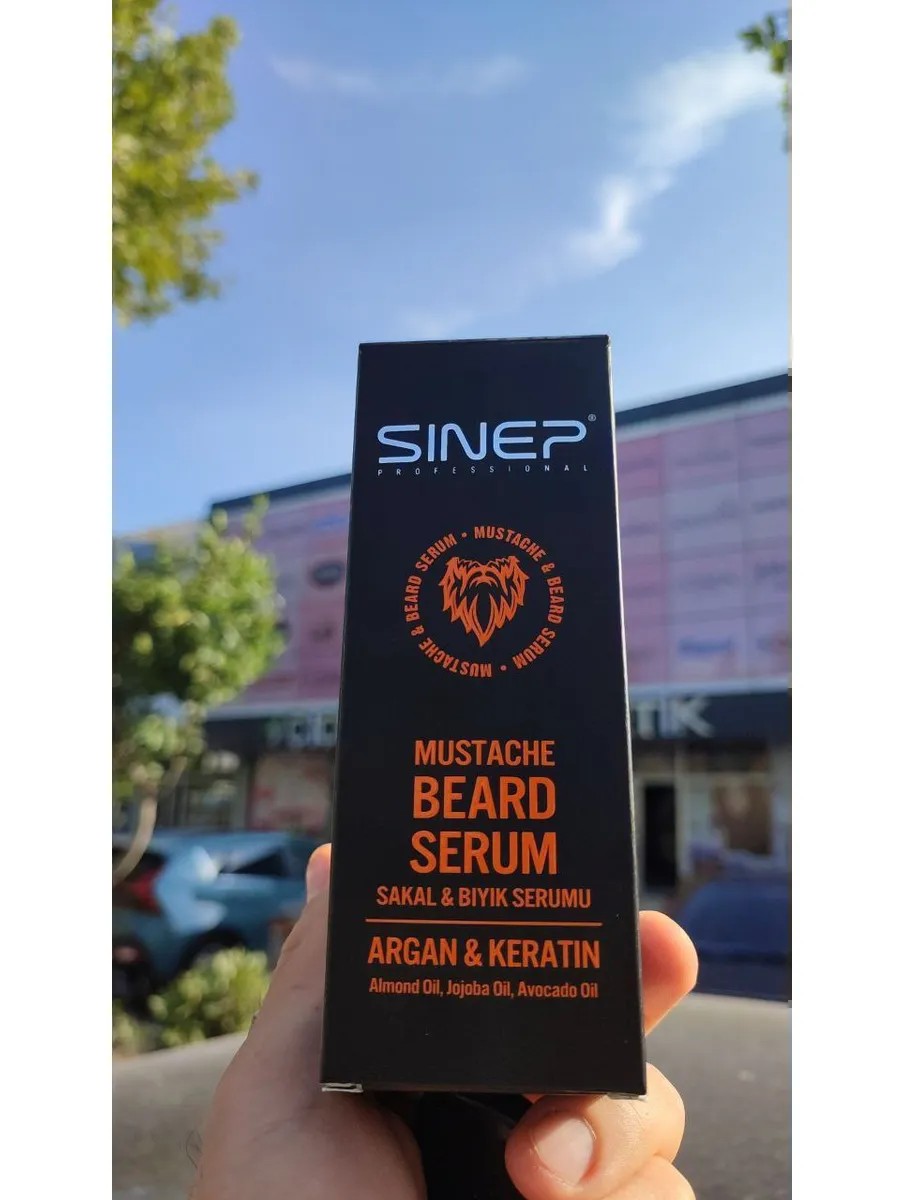 SINEP®
PROFESSIONAL
MUSTACHE & BEARD SERUM • MUSTACHE & BEARD SERUM •
MUSTACHE
BEARD
SERUM
SAKAL & BIYIK SERUMU
ARGAN & KERATIN
Almond Oil, Jojoba Oil, Avocado Oil